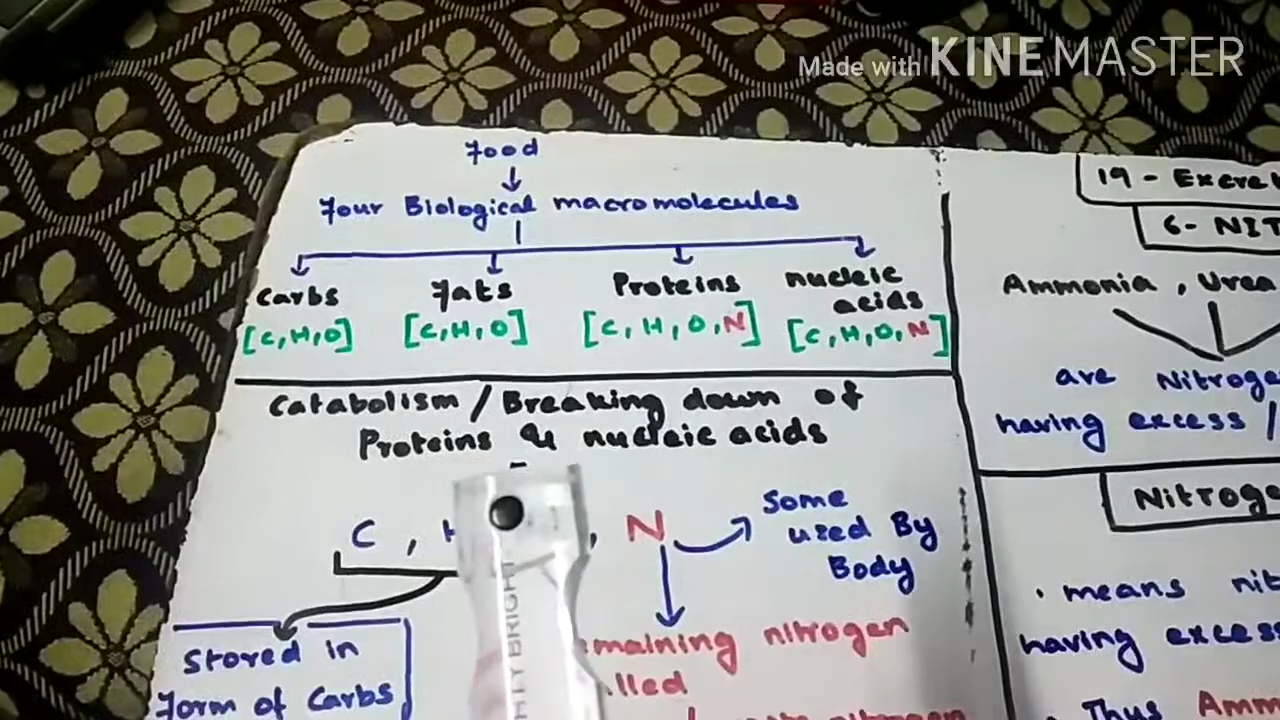 Made with KINEMASTER
Food
Four Biological macromolecules
Carbs
Fats
Proteins
nucleic
acids
[C,H,O]
[C,H,O]
[C,H,O,N]
[C,H,O,N]
Catabolism / Breaking down of
Proteins & nucleic acids
C , H , N
Some
used By
Body
Stored in
Form of Carbs
maining nitrogen
lled
nitrogen
19 - Excre
6 - NIT
Ammonia , Urea
are Nitroge
having excess /
Nitroge
· means nit
having excess
· Thus Amm